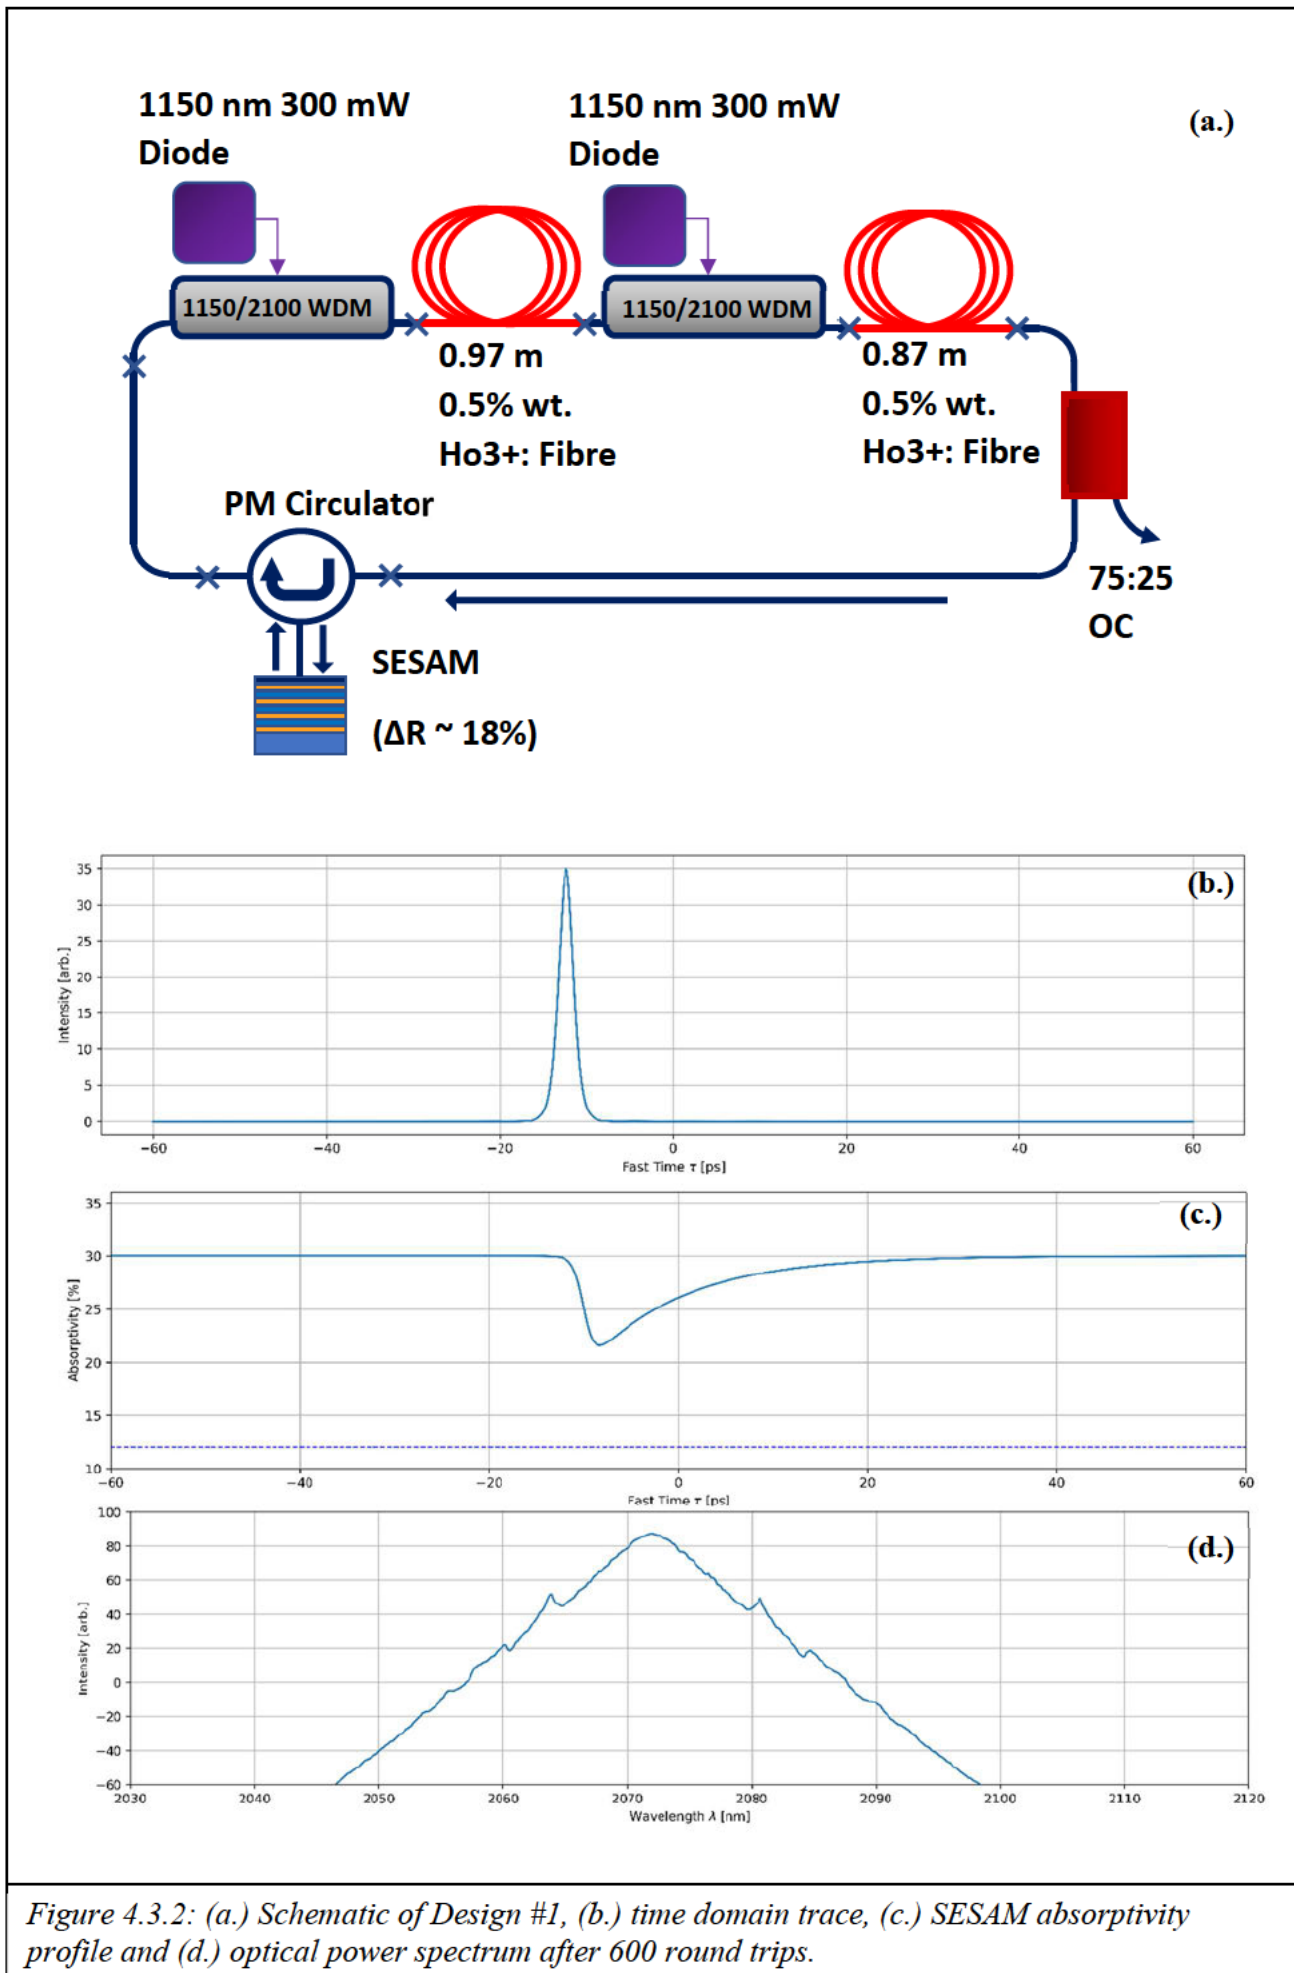 1150 nm 300 mW
Diode
1150 nm 300 mW
Diode
(a.)
1150/2100 WDM
1150/2100 WDM
0.97 m
0.5% wt.
Ho3+: Fibre
0.87 m
0.5% wt.
Ho3+: Fibre
PM Circulator
75:25
OC
SESAM
(ΔR ~ 18%)
(b.)
Intensity [arb.]
35
30
25
20
15
10
5
0
−60
−40
−20
0
20
40
60
Fast Time τ [ps]
(c.)
Absorptivity [%]
35
30
25
20
15
10
−60
−40
−20
0
20
40
60
Fast Time τ [ps]
(d.)
Intensity [arb.]
100
80
60
40
20
0
−20
−40
−60
2030
2040
2050
2060
2070
2080
2090
2100
2110
2120
Wavelength λ [nm]
Figure 4.3.2: (a.) Schematic of Design #1, (b.) time domain trace, (c.) SESAM absorptivity
profile and (d.) optical power spectrum after 600 round trips.